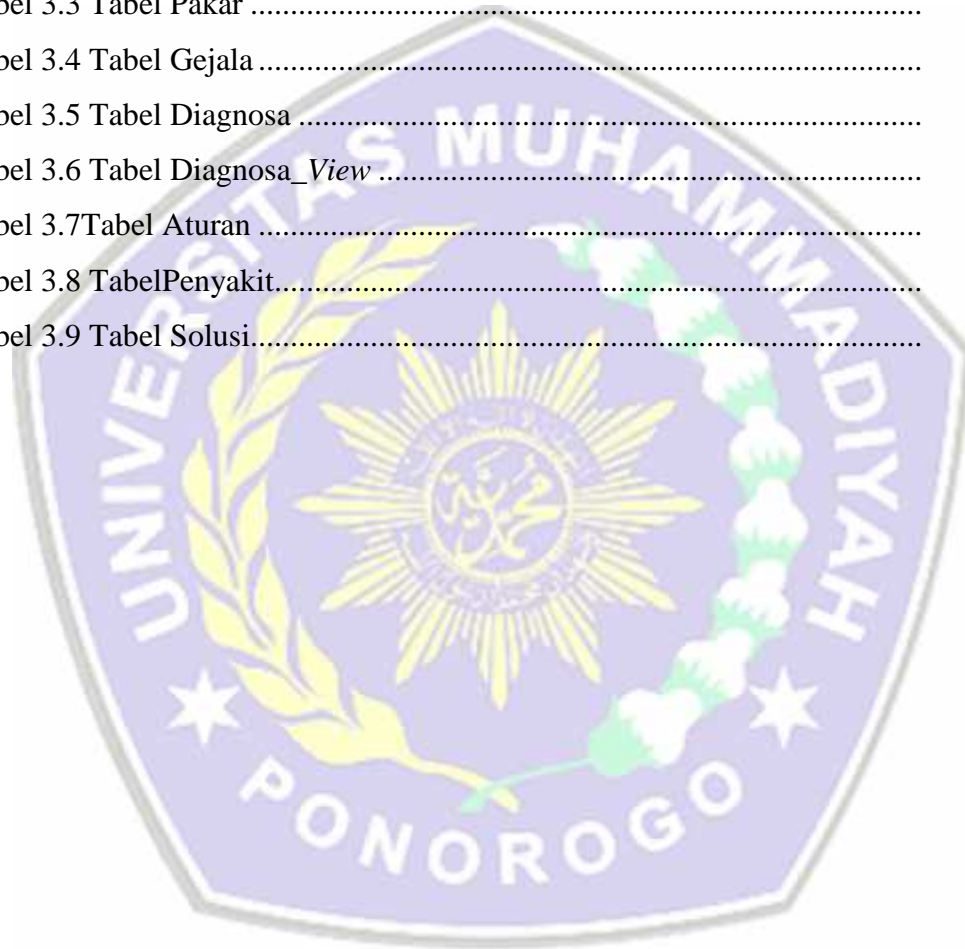 bel 3.3 Tabel Pakar ....................................................................................
bel 3.4 Tabel Gejala ...................................................................................
bel 3.5 Tabel Diagnosa ..............................................................................
bel 3.6 Tabel Diagnosa_View ....................................................................
bel 3.7Tabel Aturan ...................................................................................
bel 3.8 TabelPenyakit.................................................................................
bel 3.9 Tabel Solusi....................................................................................
UNIVERSITAS MUHAMMADIYAH
محمدية
PONOROGO